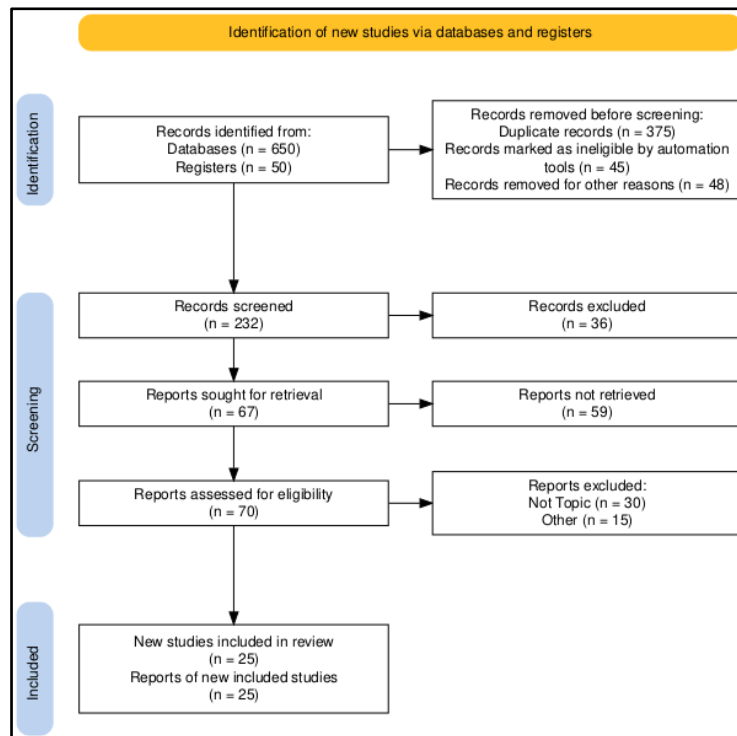 Identification of new studies via databases and registers
Identification
Records identified from:
Databases (n = 650)
Registers (n = 50)
Records removed before screening:
Duplicate records (n = 375)
Records marked as ineligible by automation
tools (n = 45)
Records removed for other reasons (n = 48)
Screening
Records screened
(n = 232)
Records excluded
(n = 36)
Reports sought for retrieval
(n = 67)
Reports not retrieved
(n = 59)
Reports assessed for eligibility
(n = 70)
Reports excluded:
Not Topic (n = 30)
Other (n = 15)
Included
New studies included in review
(n = 25)
Reports of new included studies
(n = 25)